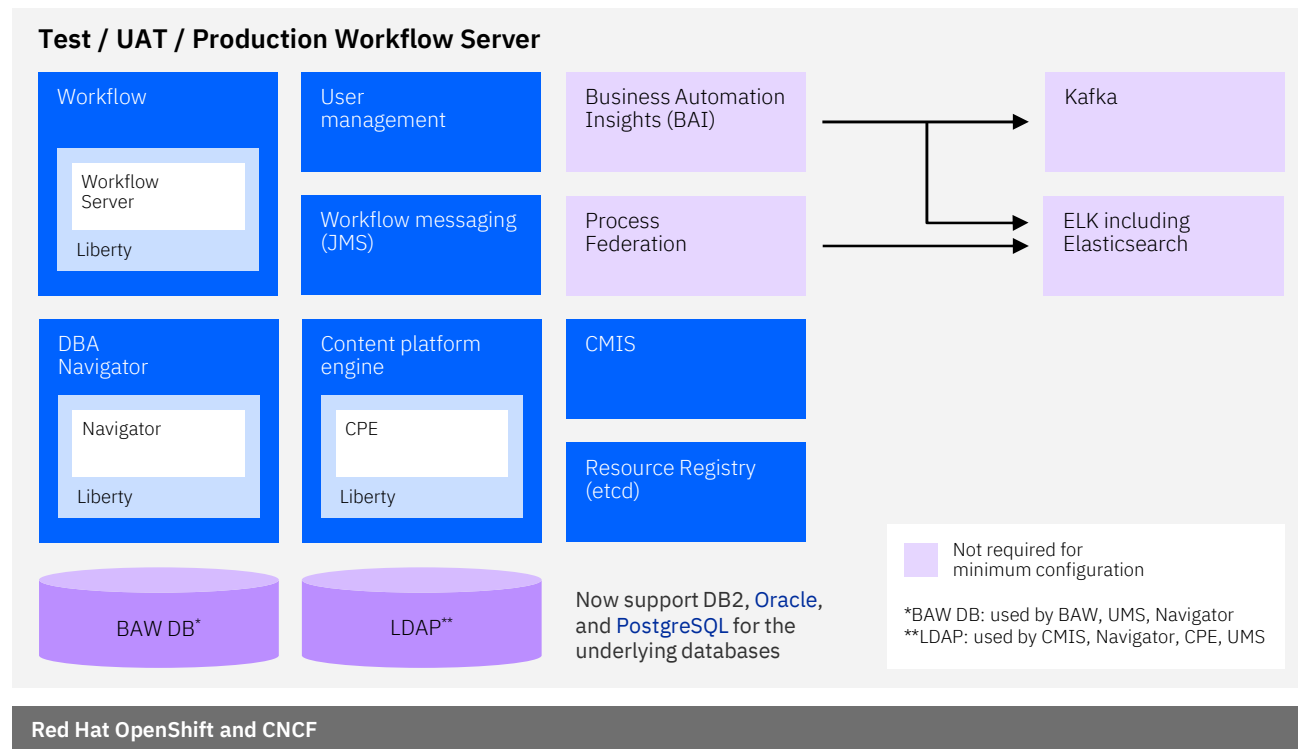 Test / UAT / Production Workflow Server
Workflow
Workflow
Server
Liberty
User
management
Workflow messaging
(JMS)
Business Automation
Insights (BAI)
Process
Federation
Kafka
ELK including
Elasticsearch
DBA
Navigator
Navigator
Liberty
Content platform
engine
CPE
Liberty
CMIS
Resource Registry
(etcd)
BAW DB*
LDAP**
Now support DB2, Oracle,
and PostgreSQL for the
underlying databases
Not required for
minimum configuration
*BAW DB: used by BAW, UMS, Navigator
**LDAP: used by CMIS, Navigator, CPE, UMS
Red Hat OpenShift and CNCF